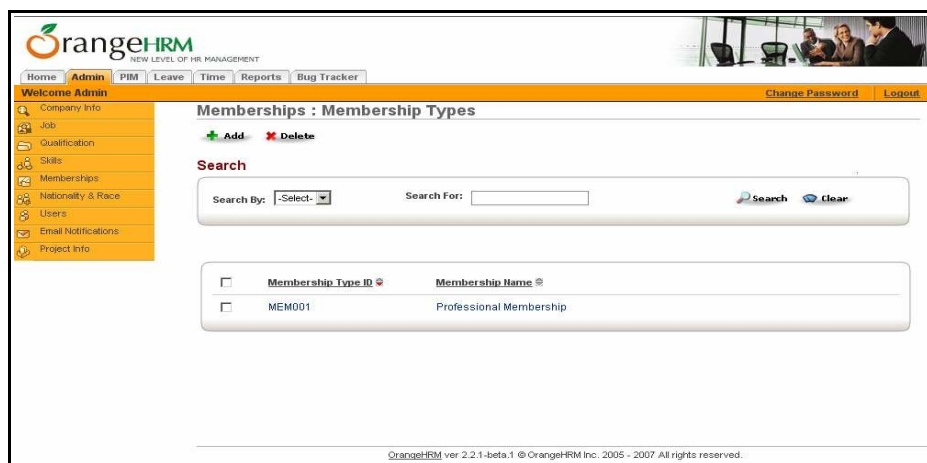 OrangeHRM
NEW LEVEL OF HR MANAGEMENT
Home Admin PIM Leave Time Reports Bug Tracker
Welcome Admin Change Password Logout
Company Info
Job
Qualification
Skills
Memberships
Nationality & Race
Users
Email Notifications
Project Info
Memberships : Membership Types
Add Delete
Search
Search By: -Select- Search For: Search Clear
Membership Type ID Membership Name
MEM001 Professional Membership
OrangeHRM ver 2.2.1-beta.1 © OrangeHRM Inc. 2005 - 2007 All rights reserved.